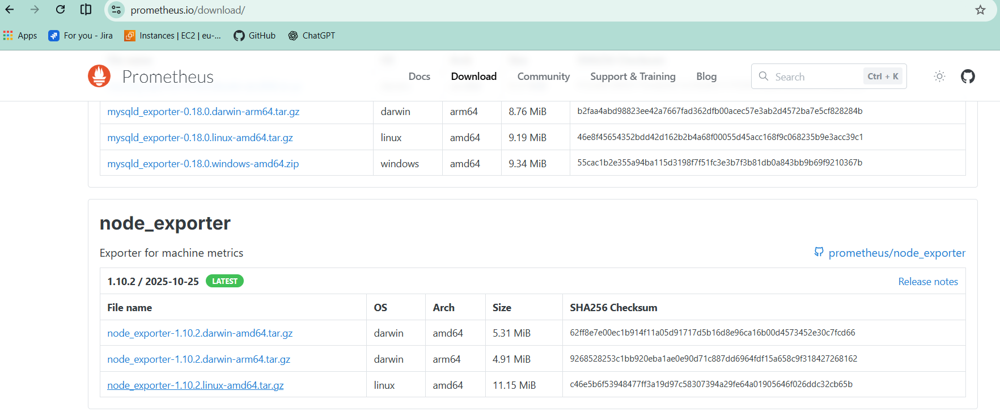 prometheus.io/download/
Apps For you - Jira Instances | EC2 | eu-... GitHub ChatGPT
Prometheus Docs Download Community Support & Training Blog Search Ctrl + K
mysqld_exporter-0.18.0.darwin-arm64.tar.gz darwin arm64 8.76 MiB b2faa4abd98823ee42a7667fad362dfb00acec57e3ab2d4572ba7e5cf828284b
mysqld_exporter-0.18.0.linux-amd64.tar.gz linux amd64 9.19 MiB 46e8f45654352bdd42d162b2b4a68f00055d45acc168f9c068235b9e3acc39c1
mysqld_exporter-0.18.0.windows-amd64.zip windows amd64 9.34 MiB 55cac1b2e355a94ba115d3198f7f51fc3e3b7f3b81db0a843bb9b69f9210367b
node_exporter
Exporter for machine metrics prometheus/node_exporter
1.10.2 / 2025-10-25 LATEST Release notes
File name OS Arch Size SHA256 Checksum
node_exporter-1.10.2.darwin-amd64.tar.gz darwin amd64 5.31 MiB 62ff8e7e00ec1b914f11a05d91717d5b16d8e96ca16b00d4573452e30c7fcd66
node_exporter-1.10.2.darwin-arm64.tar.gz darwin arm64 4.91 MiB 9268528253c1bb920eba1ae0e90d71c887dd6964fdf15a658c9f318427268162
node_exporter-1.10.2.linux-amd64.tar.gz linux amd64 11.15 MiB c46e5b6f53948477ff3a19d97c58307394a29fe64a01905646f026ddc32cb65b